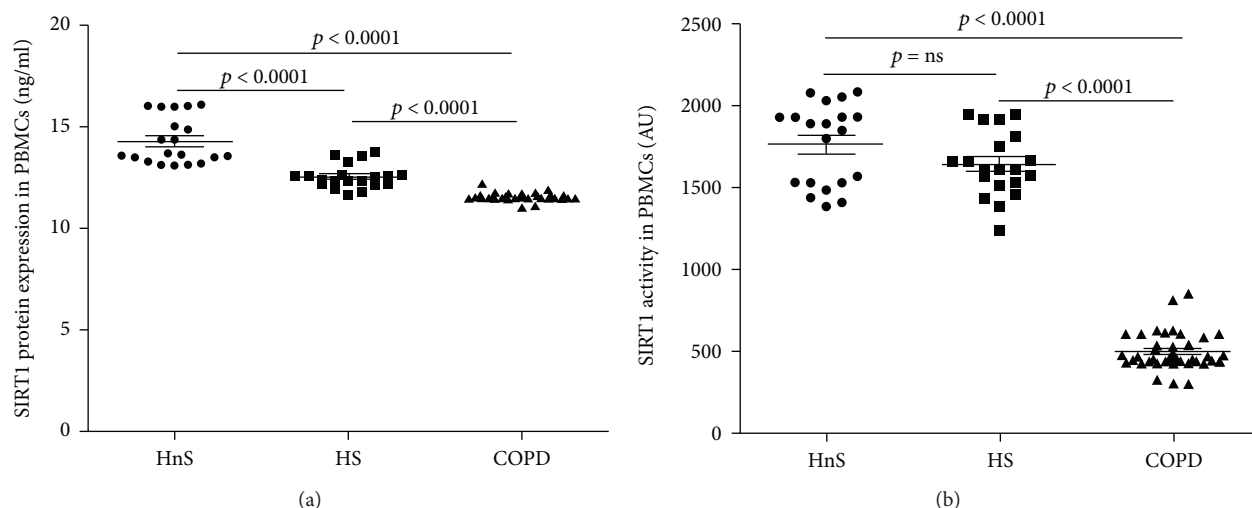 SIRT1 protein expression in PBMCs (ng/ml)
20
15
10
5
0
p < 0.0001
p < 0.0001
p < 0.0001
HnS
HS
COPD
(a)
SIRT1 activity in PBMCs (AU)
2500
2000
1500
1000
500
0
p < 0.0001
p = ns
p < 0.0001
HnS
HS
COPD
(b)